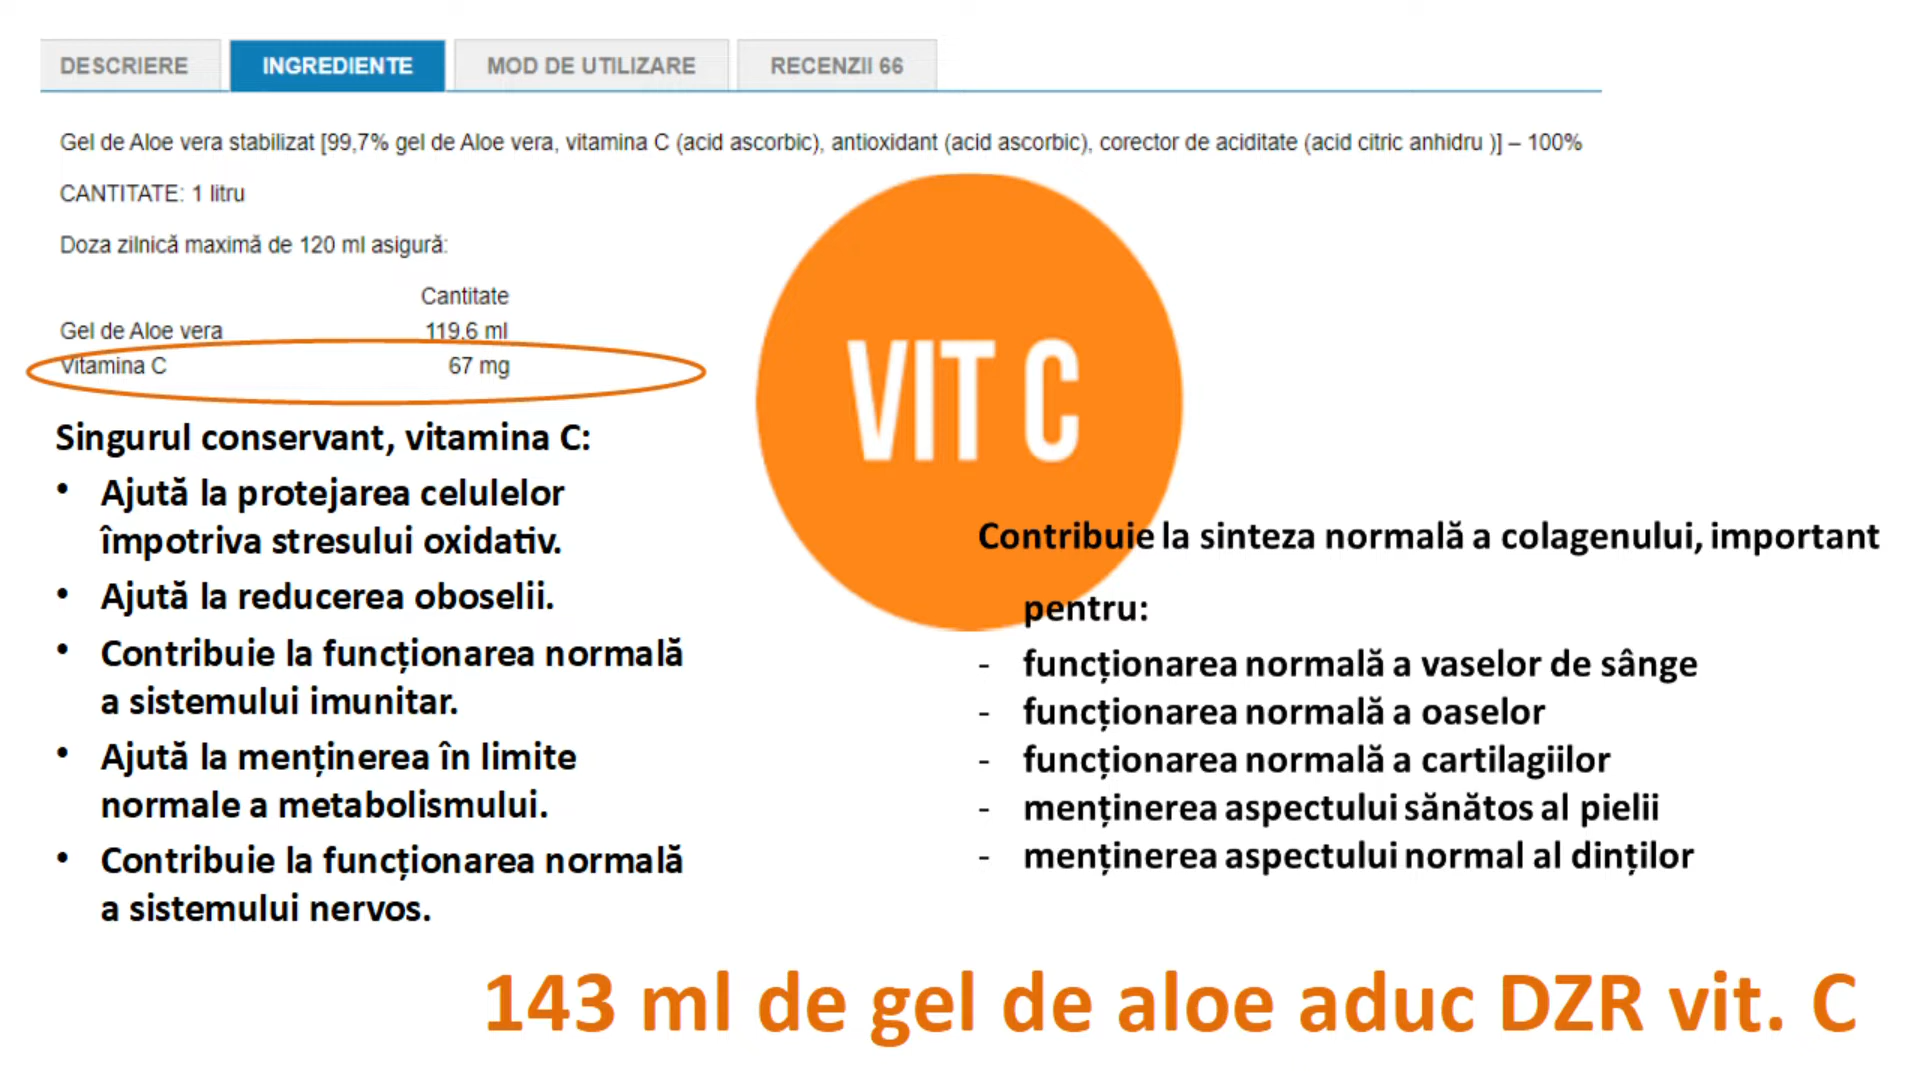 DESCRIERE INGREDIENTE MOD DE UTILIZARE RECENZII 66
Gel de Aloe vera stabilizat [99,7% gel de Aloe vera, vitamina C (acid ascorbic), antioxidant (acid ascorbic), corector de aciditate (acid citric anhidru )] – 100%
CANTITATE: 1 litru
Doza zilnică maximă de 120 ml asigură:
Cantitate
Gel de Aloe vera 119.6 ml
Vitamina C 67 mg
VIT C
Singurul conservant, vitamina C:
• Ajută la protejarea celulelor
împotriva stresului oxidativ.
• Ajută la reducerea oboselii.
• Contribuie la funcționarea normală
a sistemului imunitar.
• Ajută la menținerea în limite
normale a metabolismului.
• Contribuie la funcționarea normală
a sistemului nervos.
Contribuie la sinteza normală a colagenului, important
pentru:
- funcționarea normală a vaselor de sânge
- funcționarea normală a oaselor
- funcționarea normală a cartilagiilor
- menținerea aspectului sănătos al pielii
- menținerea aspectului normal al dinților
143 ml de gel de aloe aduc DZR vit. C